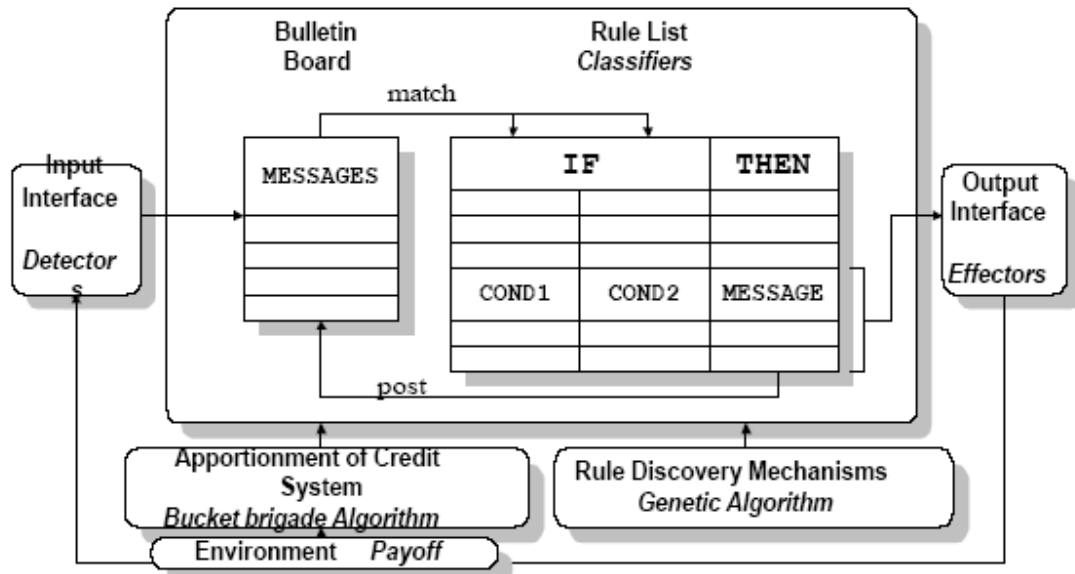 Bulletin
Board
Rule List
Classifiers
match
Input
Interface
Detector
s
MESSAGES
IF THEN
COND1 COND2 MESSAGE
Output
Interface
Effectors
post
Apportionment of Credit
System
Bucket brigade Algorithm
Rule Discovery Mechanisms
Genetic Algorithm
Environment Payoff